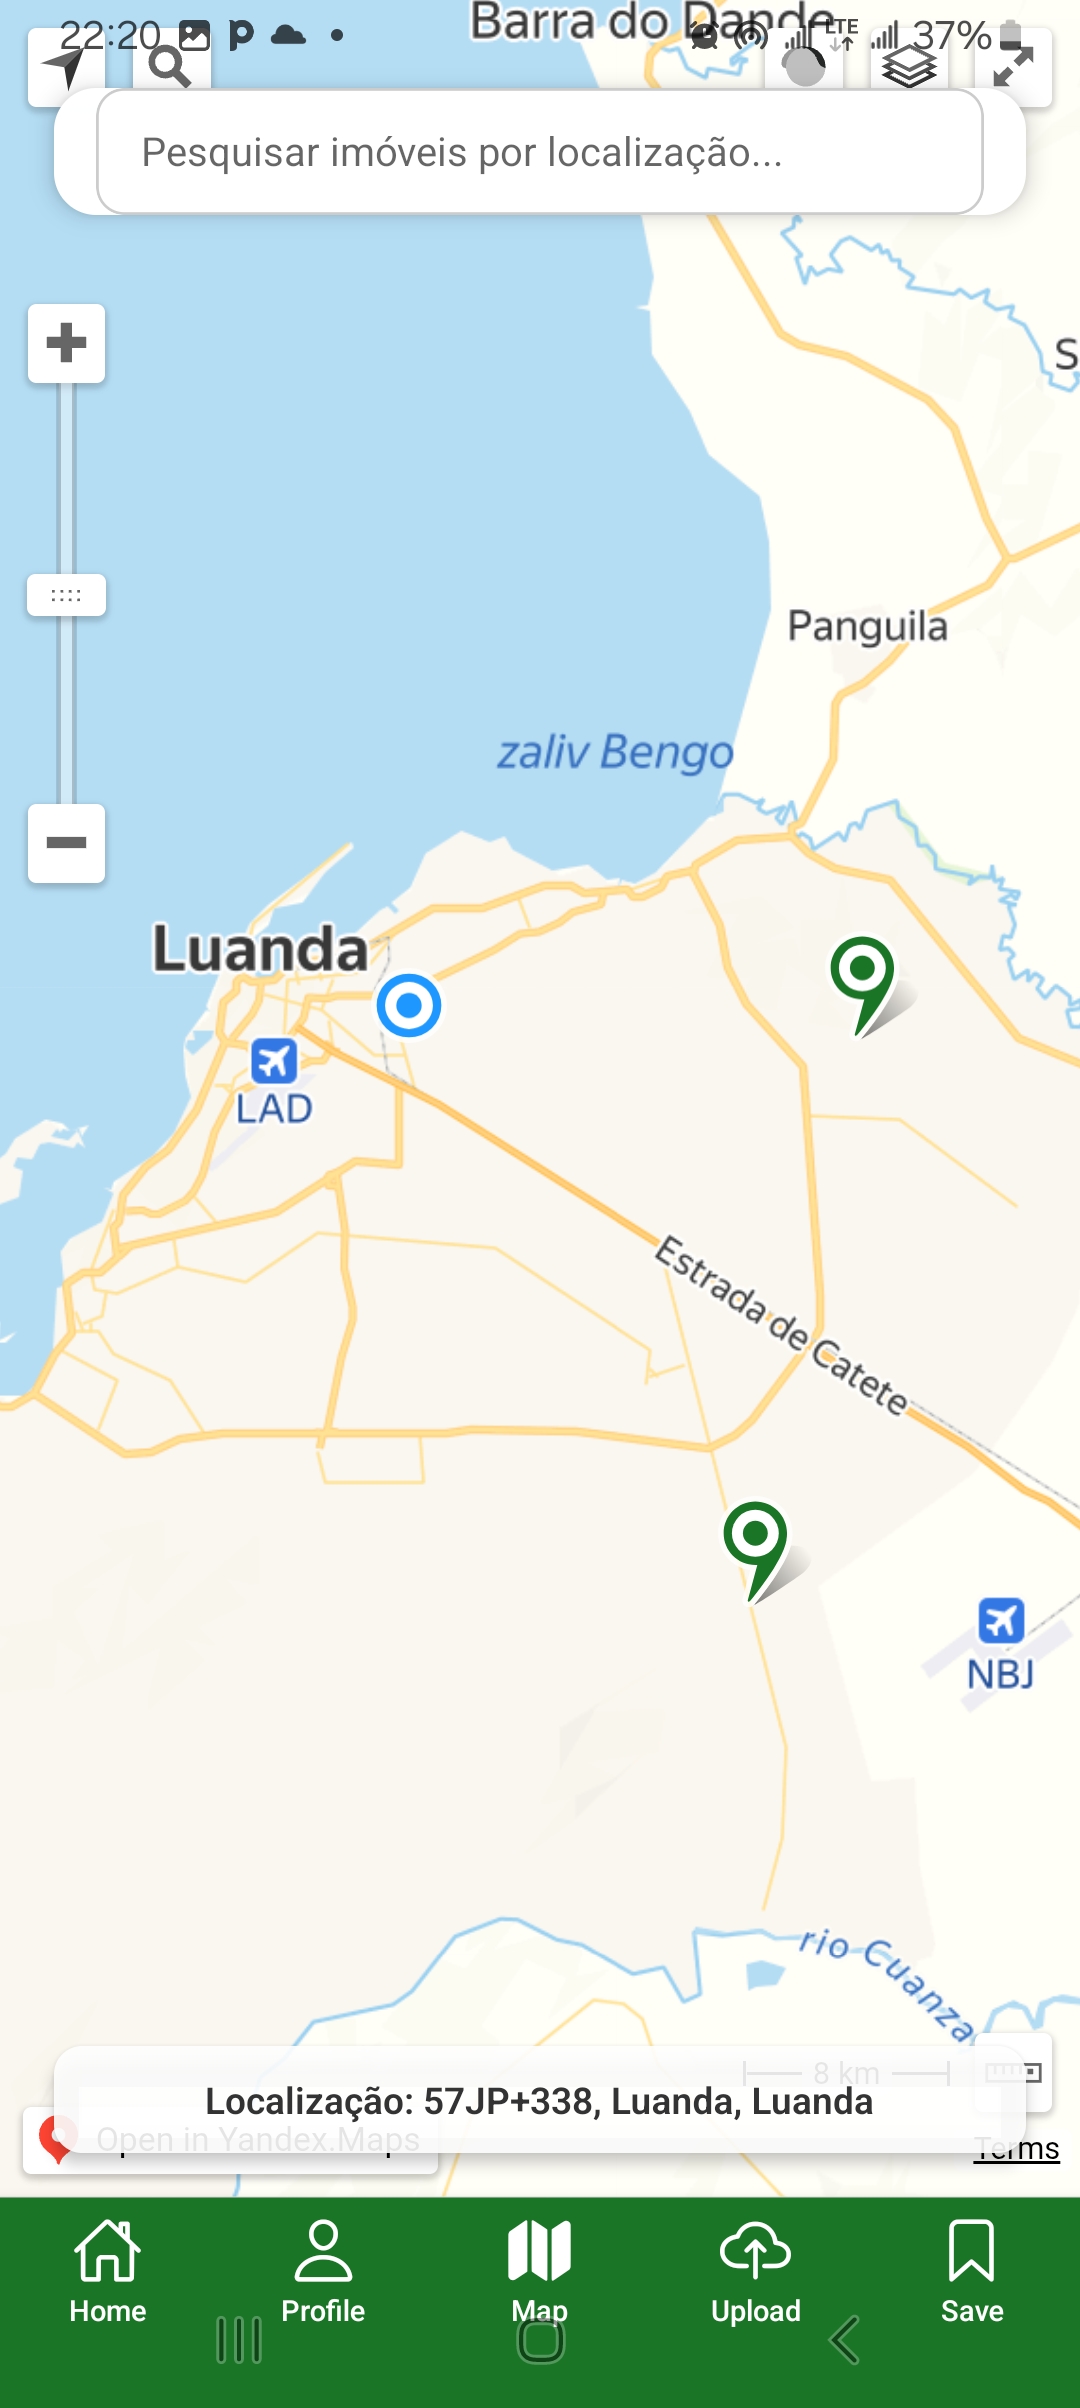 Barra do Dande
22:20
LTE
37%
Pesquisar imóveis por localização...
S
Panguila
zaliv Bengo
Luanda
LAD
Estrada de Catete
NBJ
rio Cuanza
8 km
Localização: 57JP+338, Luanda, Luanda
Open in Yandex.Maps
Terms
Home
Profile
Map
Upload
Save